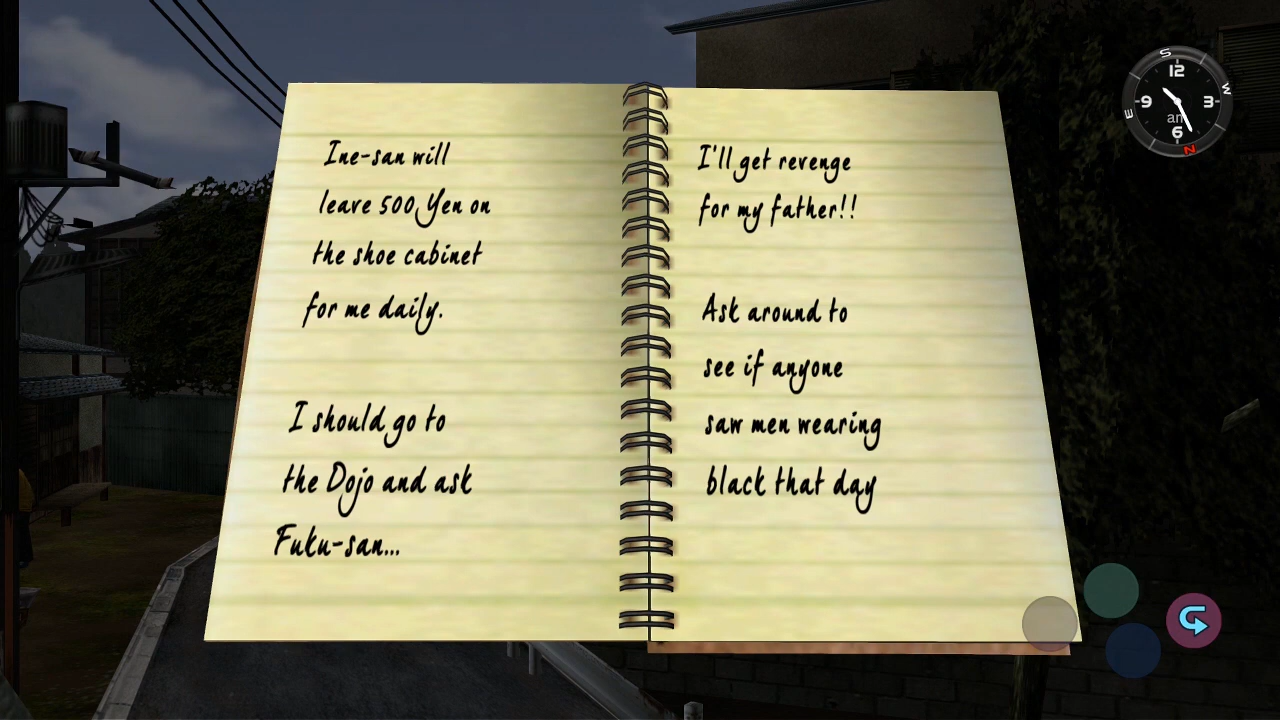 Ine-san will
leave 500 Yen on
the shoe cabinet
for me daily.
I should go to
the Dojo and ask
Fuku-san...
I'll get revenge
for my father!!
Ask around to
see if anyone
saw men wearing
black that day
S
12
W
9
3
E
am
6
N